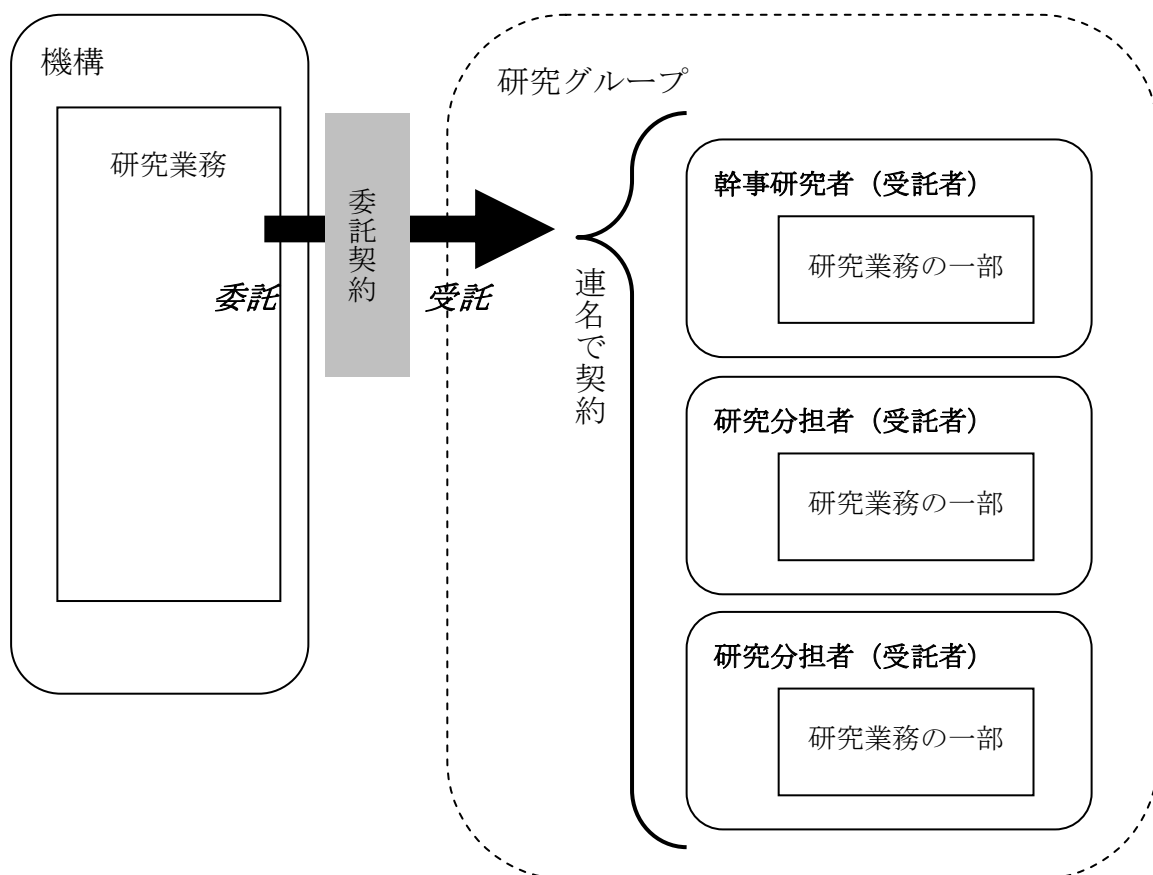 機構
研究業務
委託
委託契約
受託
研究グループ
連名で契約
幹事研究者（受託者）
研究業務の一部
研究分担者（受託者）
研究業務の一部
研究分担者（受託者）
研究業務の一部